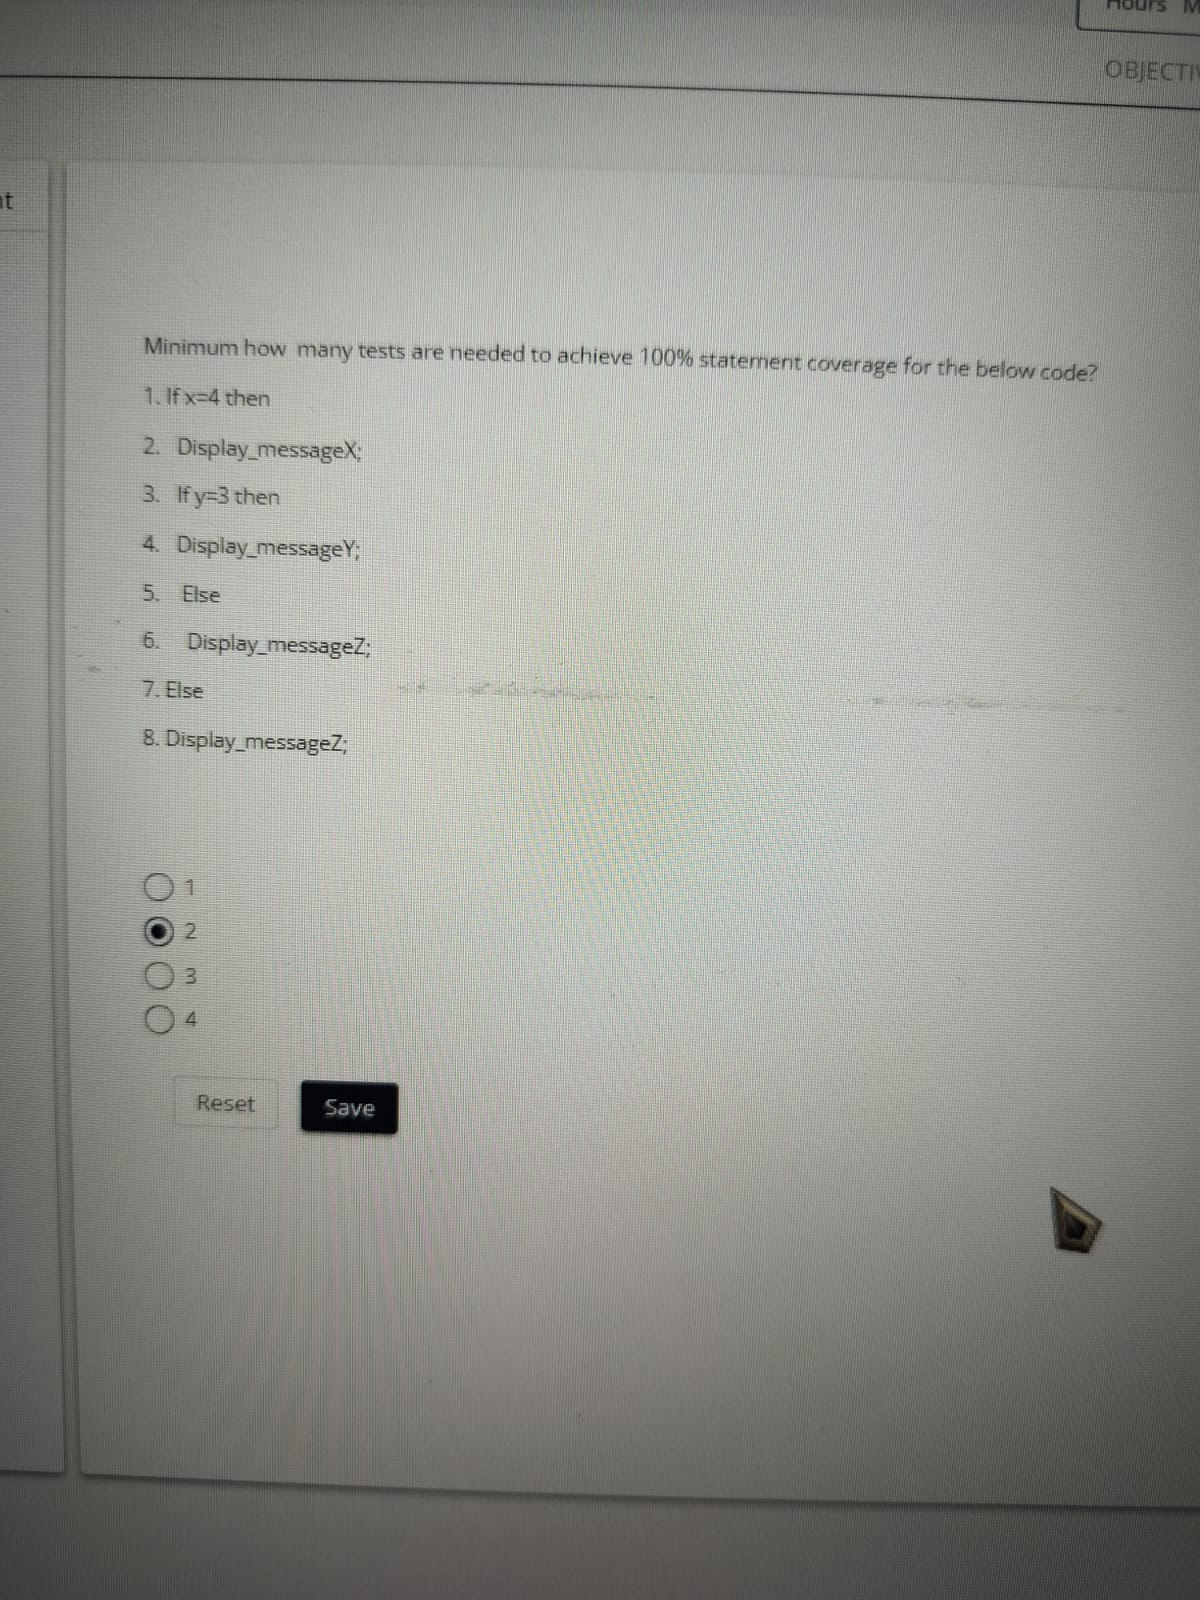 Hours M
OBJECTIV
nt
Minimum how many tests are needed to achieve 100% statement coverage for the below code?
1. If x=4 then
2. Display_messageX;
3. If y=3 then
4. Display_messageY;
5. Else
6. Display_messageZ;
7. Else
8. Display_messageZ;
1
2
3
4
Reset
Save